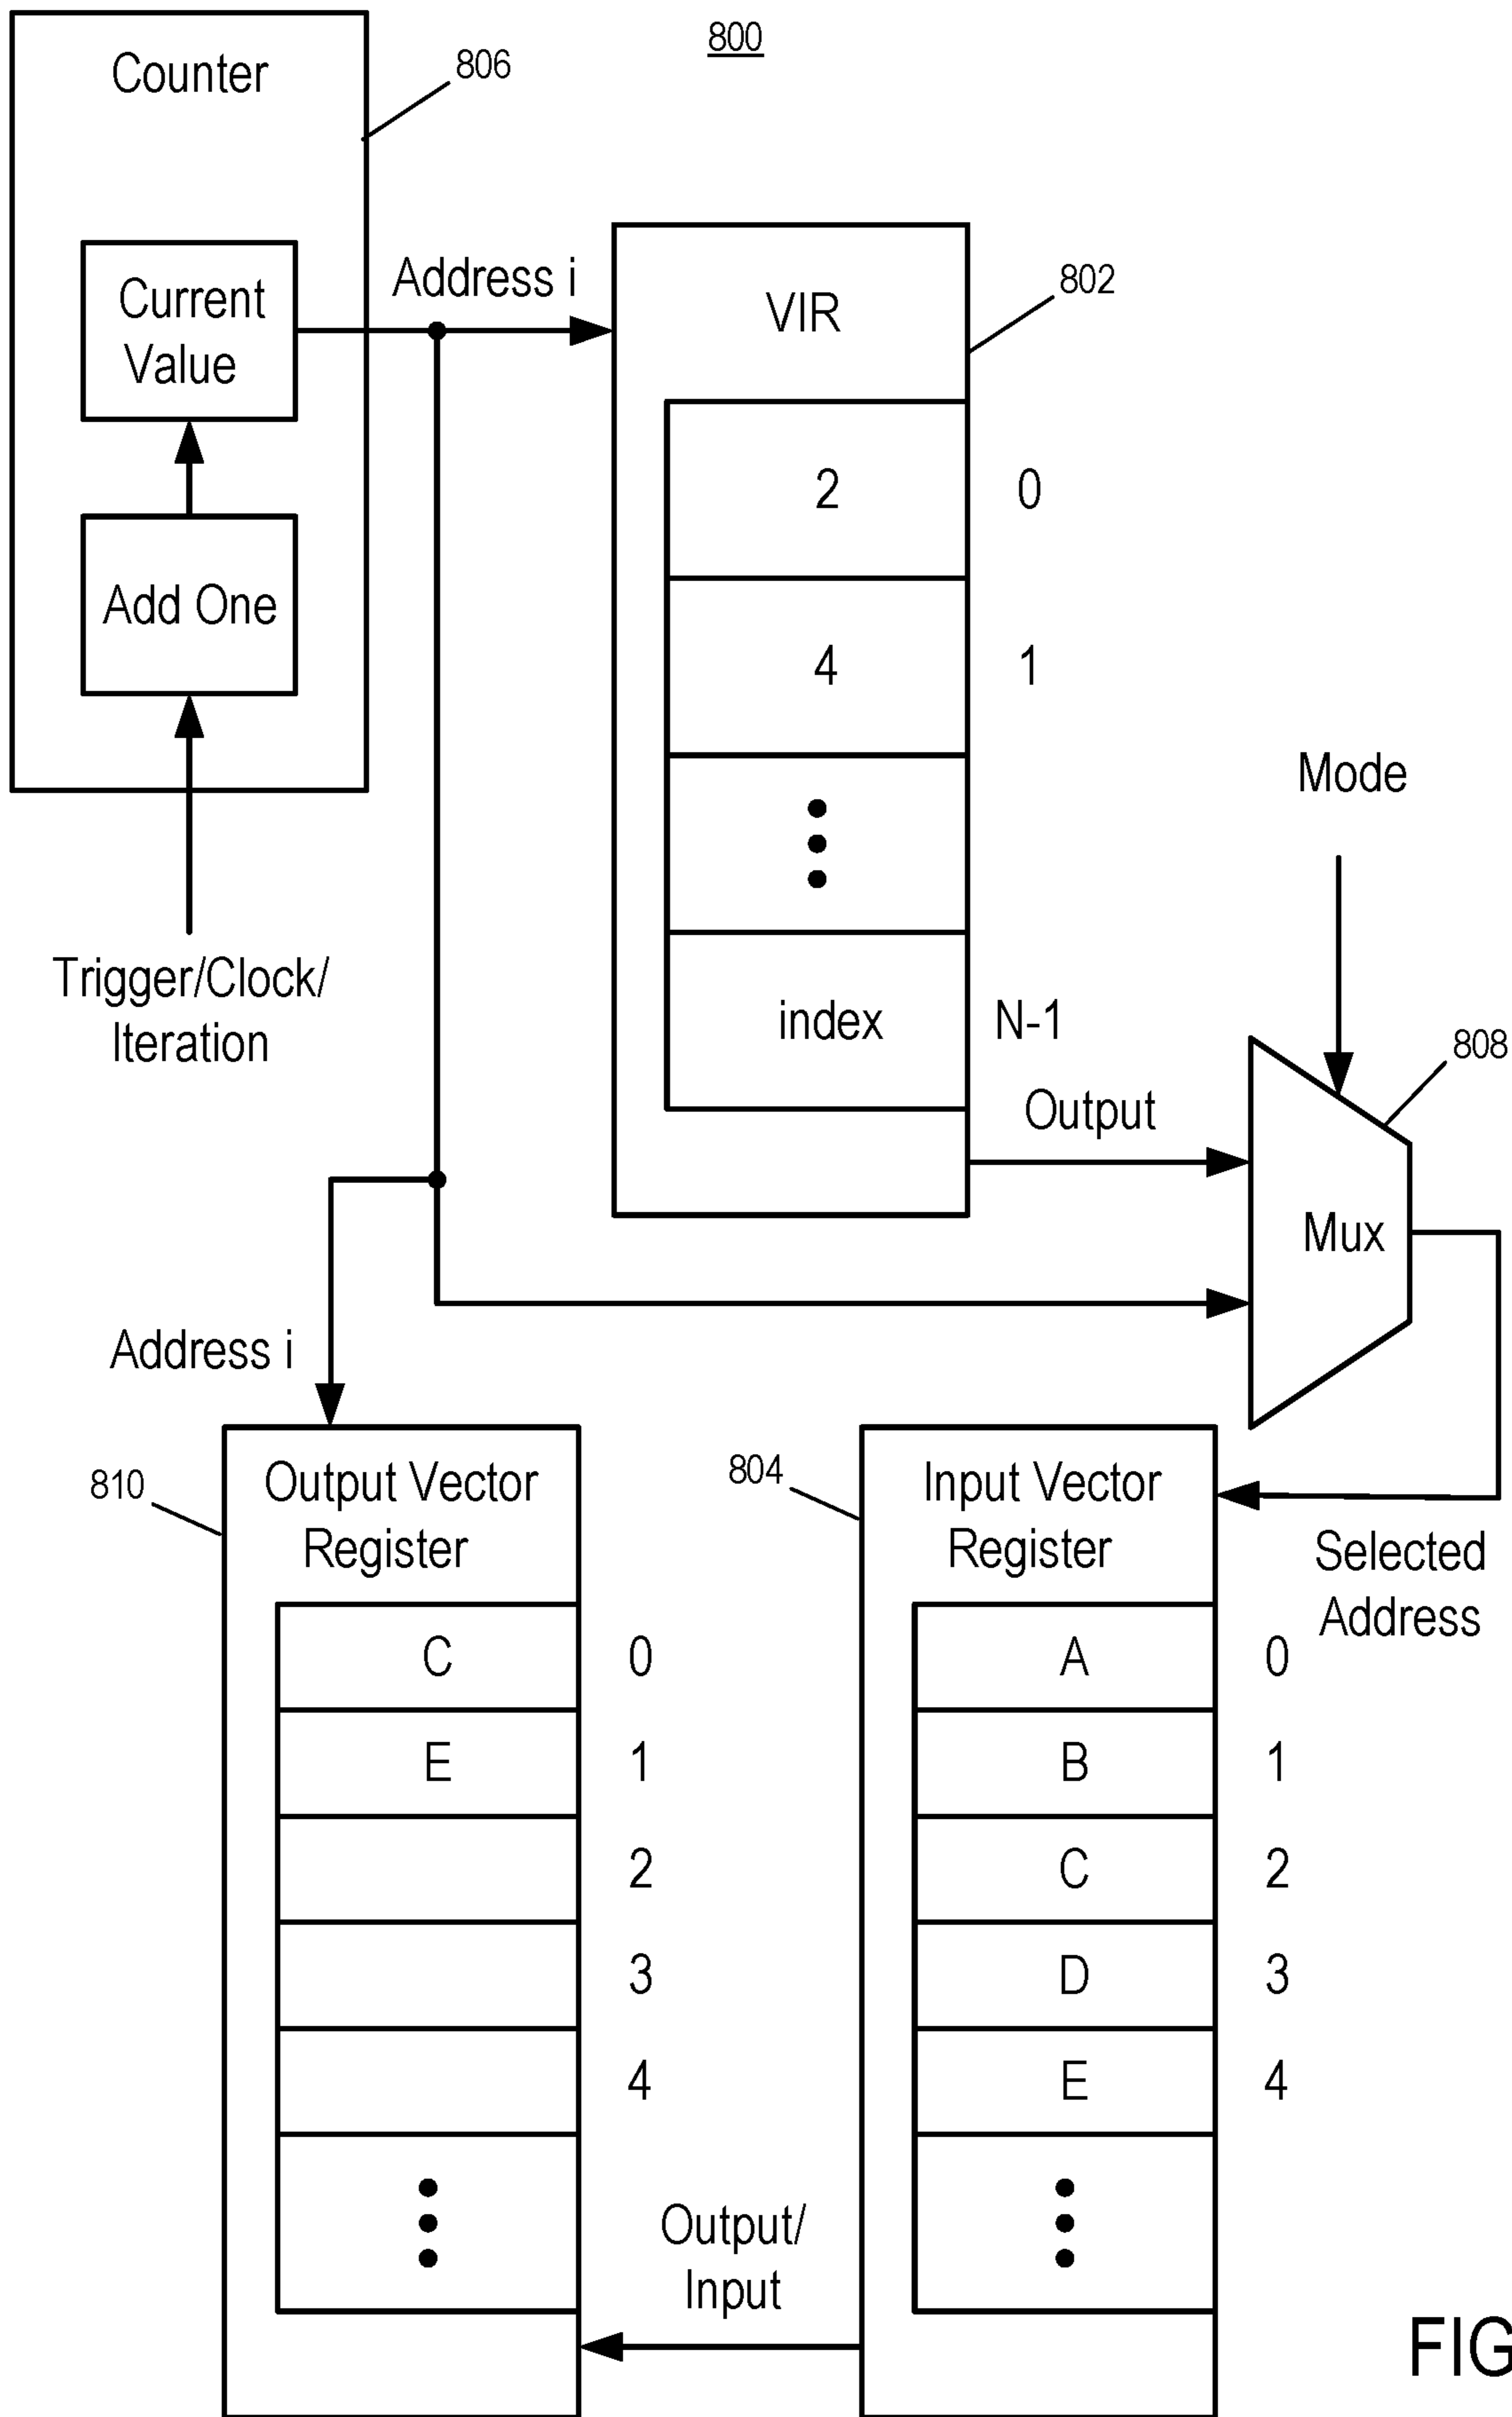 800
Counter
806
Current
Value
Add One
Trigger/Clock/
Iteration
Address i
VIR
802
2 0
4 1
index N-1
Output
Mode
808
Mux
Address i
810
Output Vector
Register
C 0
E 1
2
3
4
804
Input Vector
Register
Selected
Address
A 0
B 1
C 2
D 3
E 4
Output/
Input
FIG